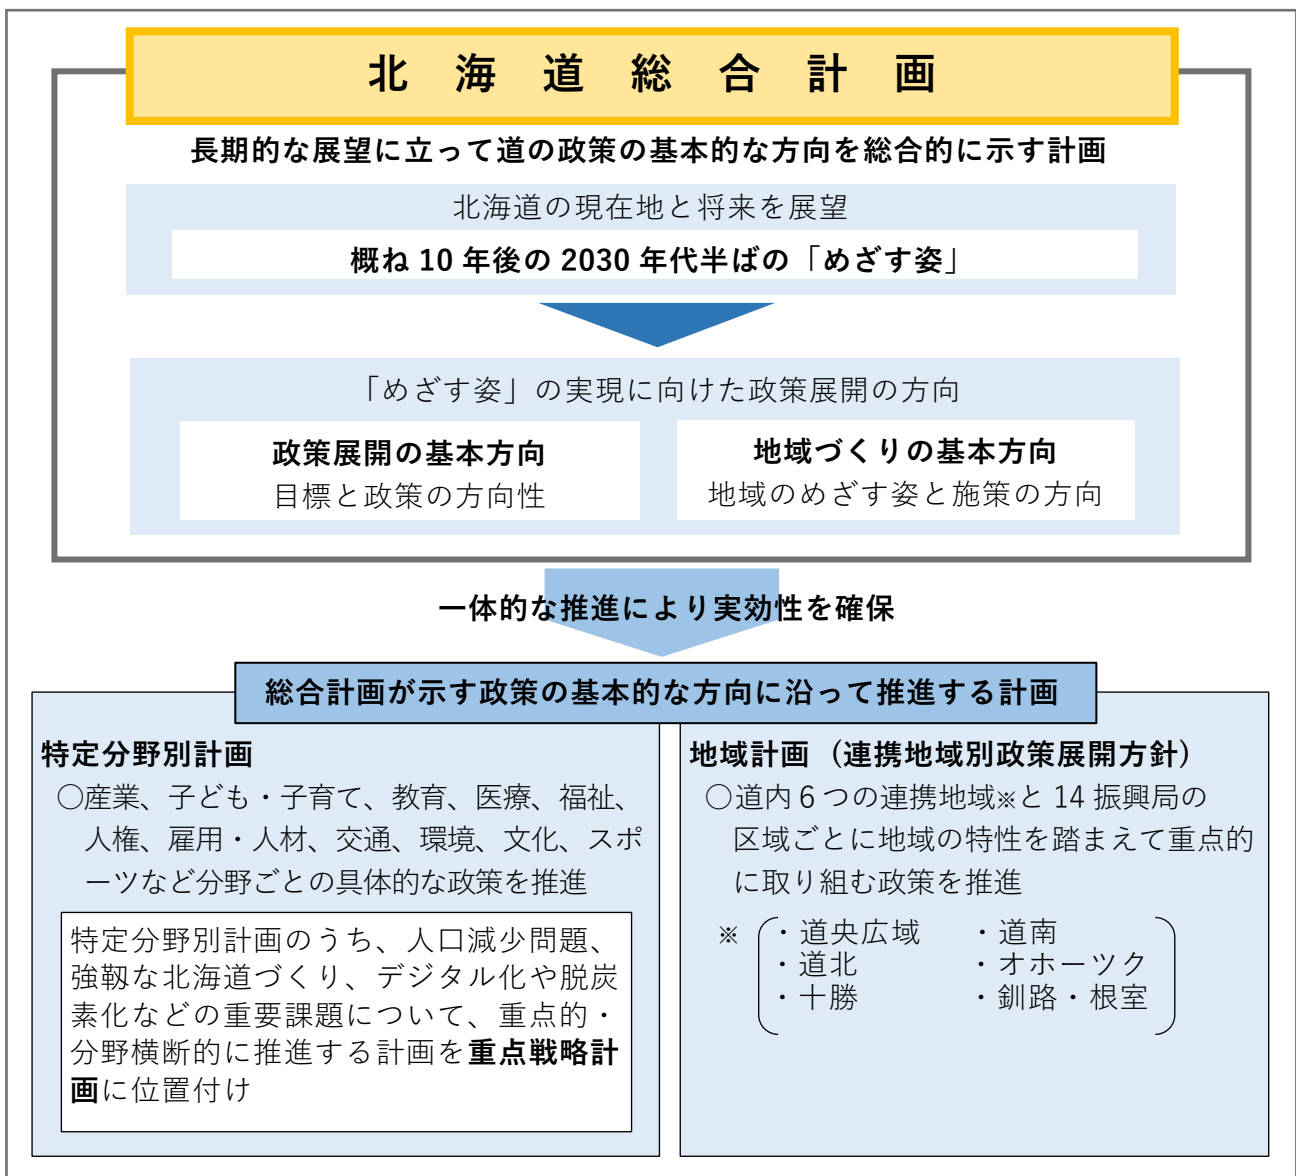 北海道総合計画
長期的な展望に立って道の政策の基本的な方向を総合的に示す計画
北海道の現在地と将来を展望
概ね 10 年後の 2030 年代半ばの「めざす姿」
「めざす姿」の実現に向けた政策展開の方向
政策展開の基本方向
目標と政策の方向性
地域づくりの基本方向
地域のめざす姿と施策の方向
一体的な推進により実効性を確保
総合計画が示す政策の基本的な方向に沿って推進する計画
特定分野別計画
○産業、子ども・子育て、教育、医療、福祉、
人権、雇用・人材、交通、環境、文化、スポ
ーツなど分野ごとの具体的な政策を推進
特定分野別計画のうち、人口減少問題、
強靱な北海道づくり、デジタル化や脱炭
素化などの重要課題について、重点的・
分野横断的に推進する計画を重点戦略計
画に位置付け
地域計画（連携地域別政策展開方針）
○道内 6 つの連携地域※と 14 振興局の
区域ごとに地域の特性を踏まえて重点的
に取り組む政策を推進
※ ・道央広域 ・道南
・道北 ・オホーツク
・十勝 ・釧路・根室